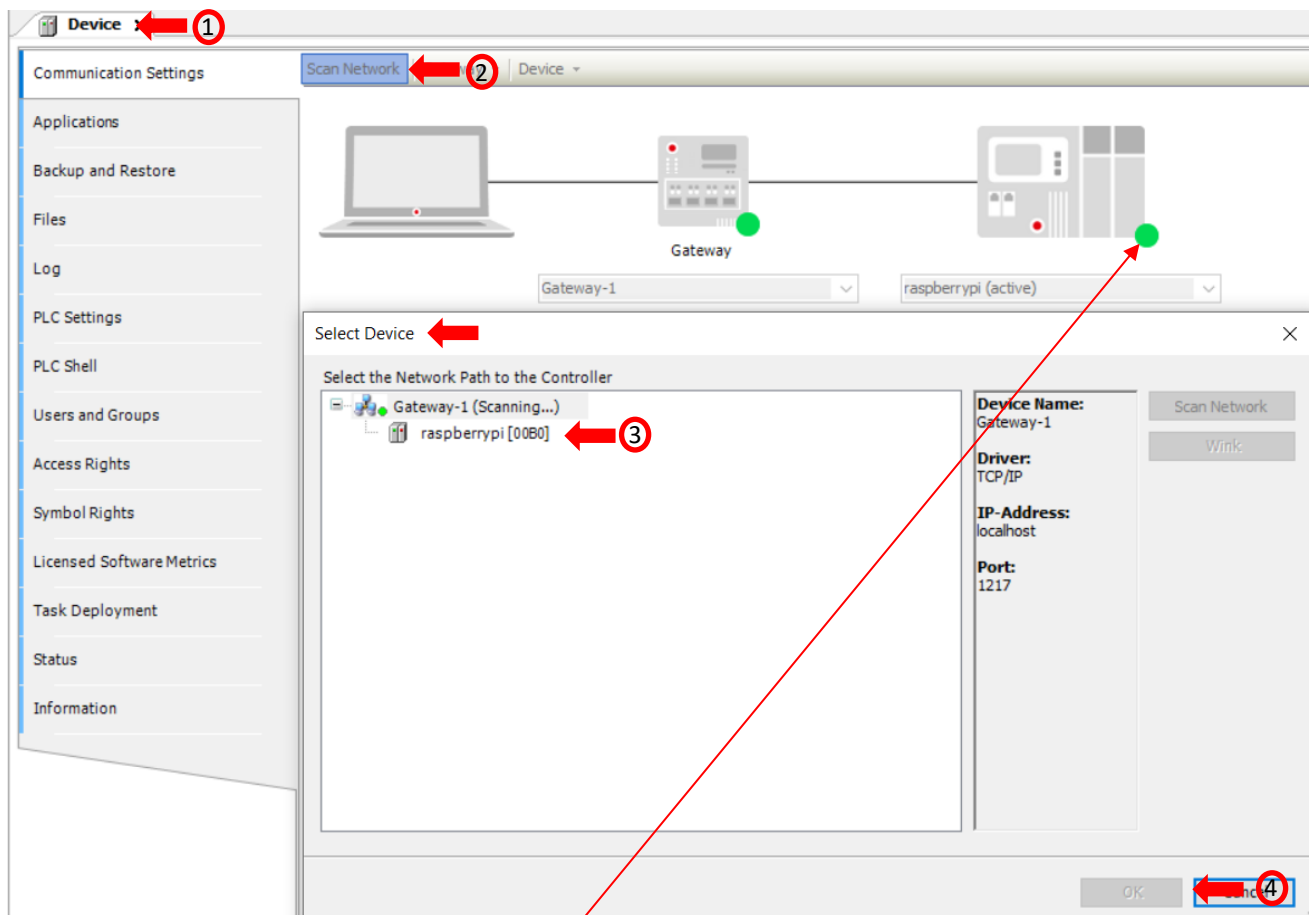 Device
1
Communication Settings
Scan Network
2
Device
Applications
Backup and Restore
Files
Log
PLC Settings
PLC Shell
Users and Groups
Access Rights
Symbol Rights
Licensed Software Metrics
Task Deployment
Status
Information
Gateway
Gateway-1
raspberrypi (active)
Select Device
Select the Network Path to the Controller
Gateway-1 (Scanning...)
raspberrypi [00B0]
3
Device Name:
Gateway-1
Driver:
TCP/IP
IP-Address:
localhost
Port:
1217
Scan Network
Wink
OK
4